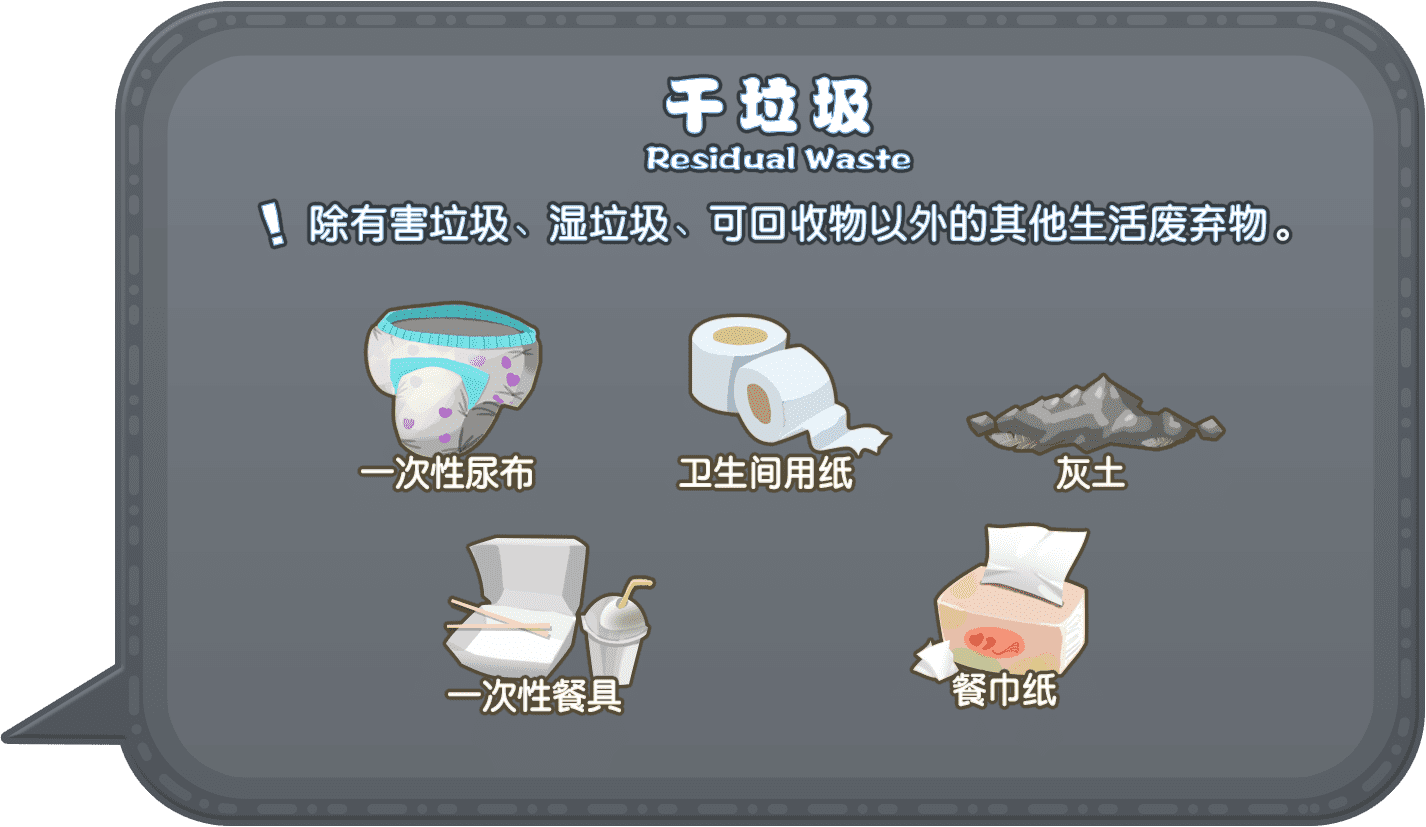 干垃圾
Residual Waste
! 除有害垃圾、湿垃圾、可回收物以外的其他生活废弃物。
一次性尿布
卫生间用纸
灰土
一次性餐具
餐巾纸